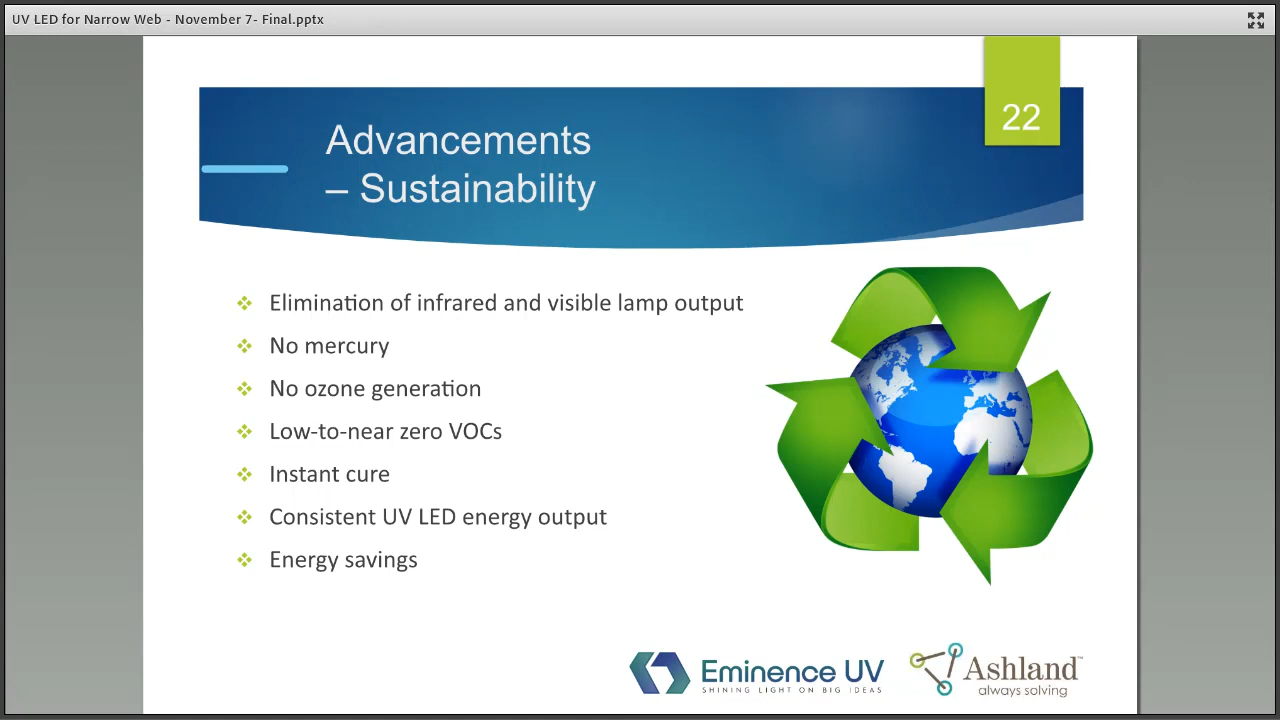 UV LED for Narrow Web - November 7- Final.pptx
22
Advancements
– Sustainability
Elimination of infrared and visible lamp output
No mercury
No ozone generation
Low-to-near zero VOCs
Instant cure
Consistent UV LED energy output
Energy savings
Eminence UV
SHINING LIGHT ON BIG IDEAS
Ashland™
always solving